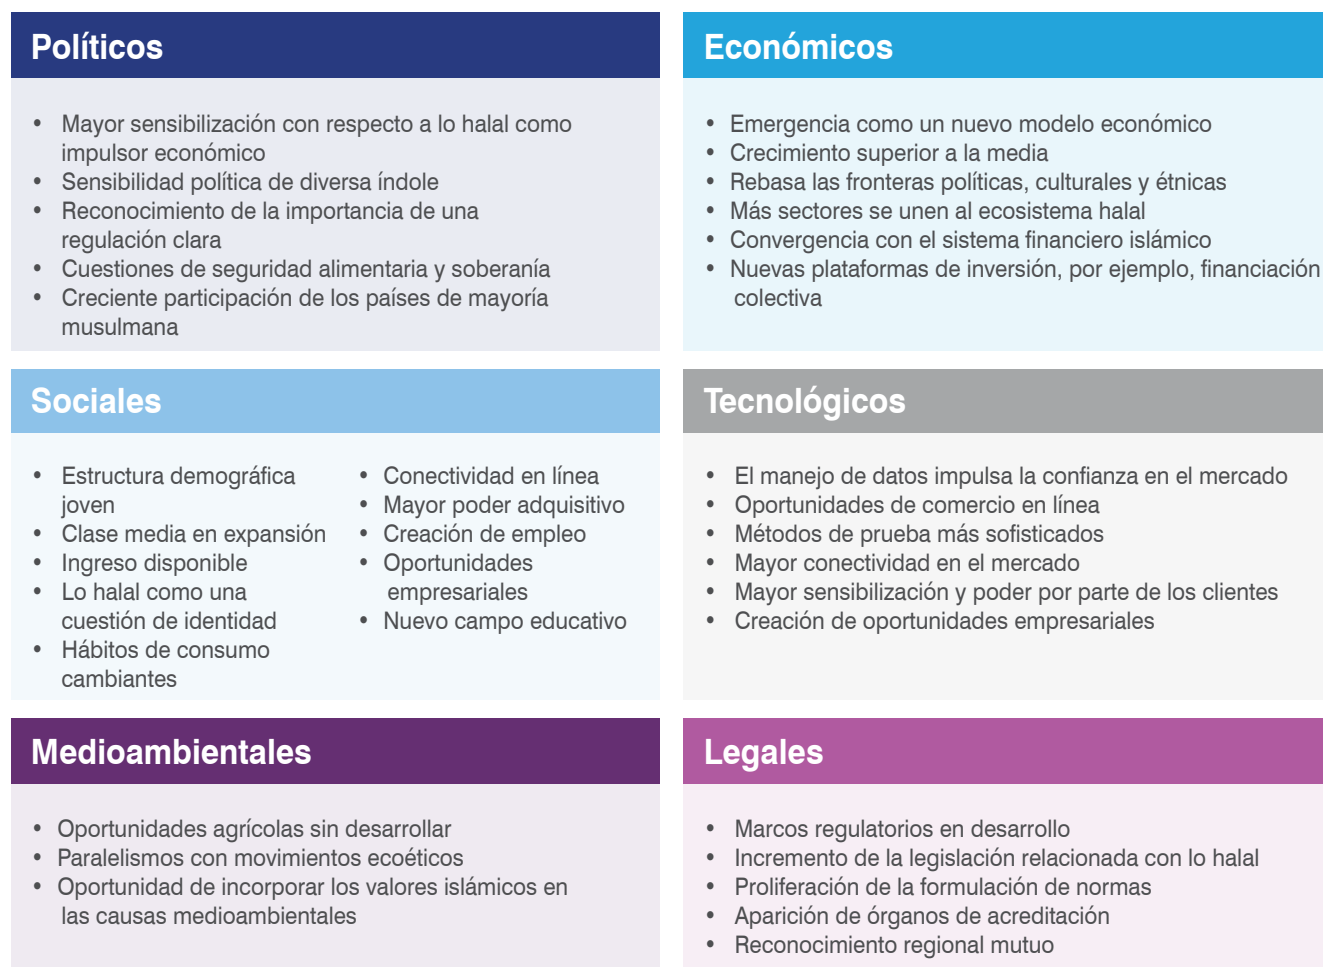 Políticos
• Mayor sensibilización con respecto a lo halal como
impulsor económico
• Sensibilidad política de diversa índole
• Reconocimiento de la importancia de una
regulación clara
• Cuestiones de seguridad alimentaria y soberanía
• Creciente participación de los países de mayoría
musulmana
Económicos
• Emergencia como un nuevo modelo económico
• Crecimiento superior a la media
• Rebasa las fronteras políticas, culturales y étnicas
• Más sectores se unen al ecosistema halal
• Convergencia con el sistema financiero islámico
• Nuevas plataformas de inversión, por ejemplo, financiación
colectiva
Sociales
• Estructura demográfica
joven
• Clase media en expansión
• Ingreso disponible
• Lo halal como una
cuestión de identidad
• Hábitos de consumo
cambiantes
• Conectividad en línea
• Mayor poder adquisitivo
• Creación de empleo
• Oportunidades
empresariales
• Nuevo campo educativo
Tecnológicos
• El manejo de datos impulsa la confianza en el mercado
• Oportunidades de comercio en línea
• Métodos de prueba más sofisticados
• Mayor conectividad en el mercado
• Mayor sensibilización y poder por parte de los clientes
• Creación de oportunidades empresariales
Medioambientales
• Oportunidades agrícolas sin desarrollar
• Paralelismos con movimientos ecoéticos
• Oportunidad de incorporar los valores islámicos en
las causas medioambientales
Legales
• Marcos regulatorios en desarrollo
• Incremento de la legislación relacionada con lo halal
• Proliferación de la formulación de normas
• Aparición de órganos de acreditación
• Reconocimiento regional mutuo